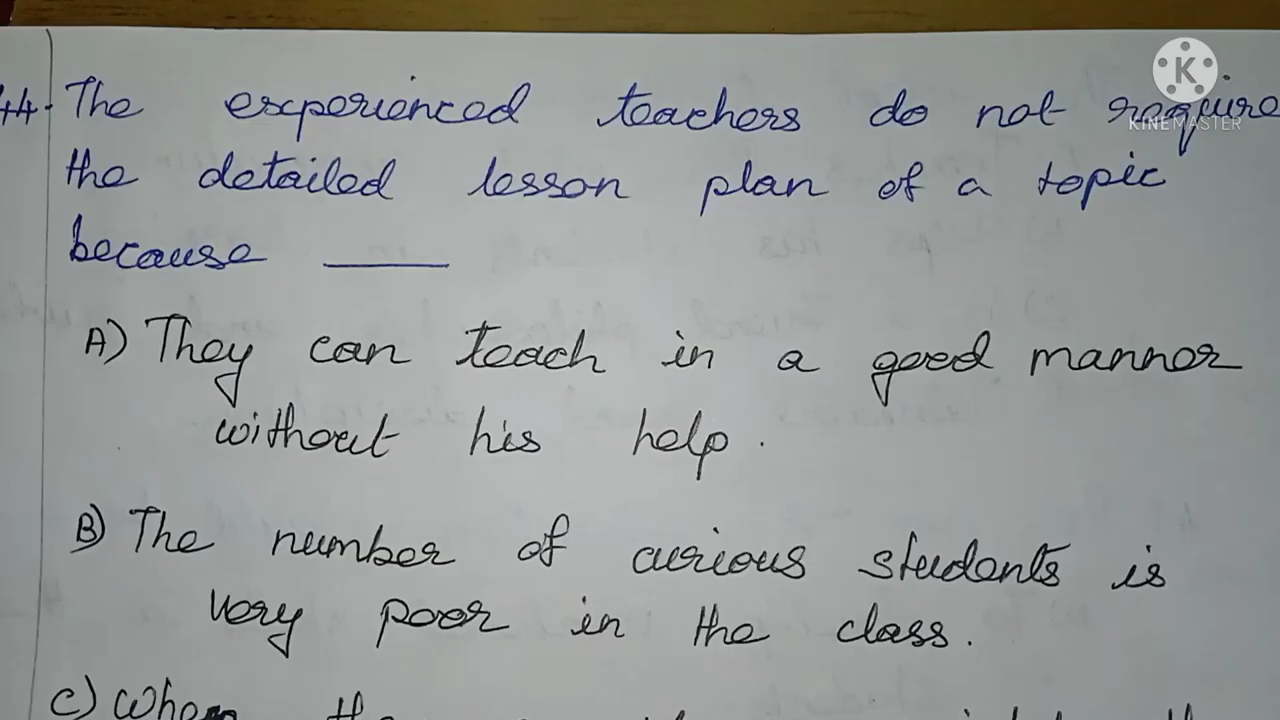 44. The experienced teachers do not require
the detailed lesson plan of a topic
because ____
A) They can teach in a good manner
without his help.
B) The number of curious students is
very poor in the class.
C) When
K
KINEMASTER